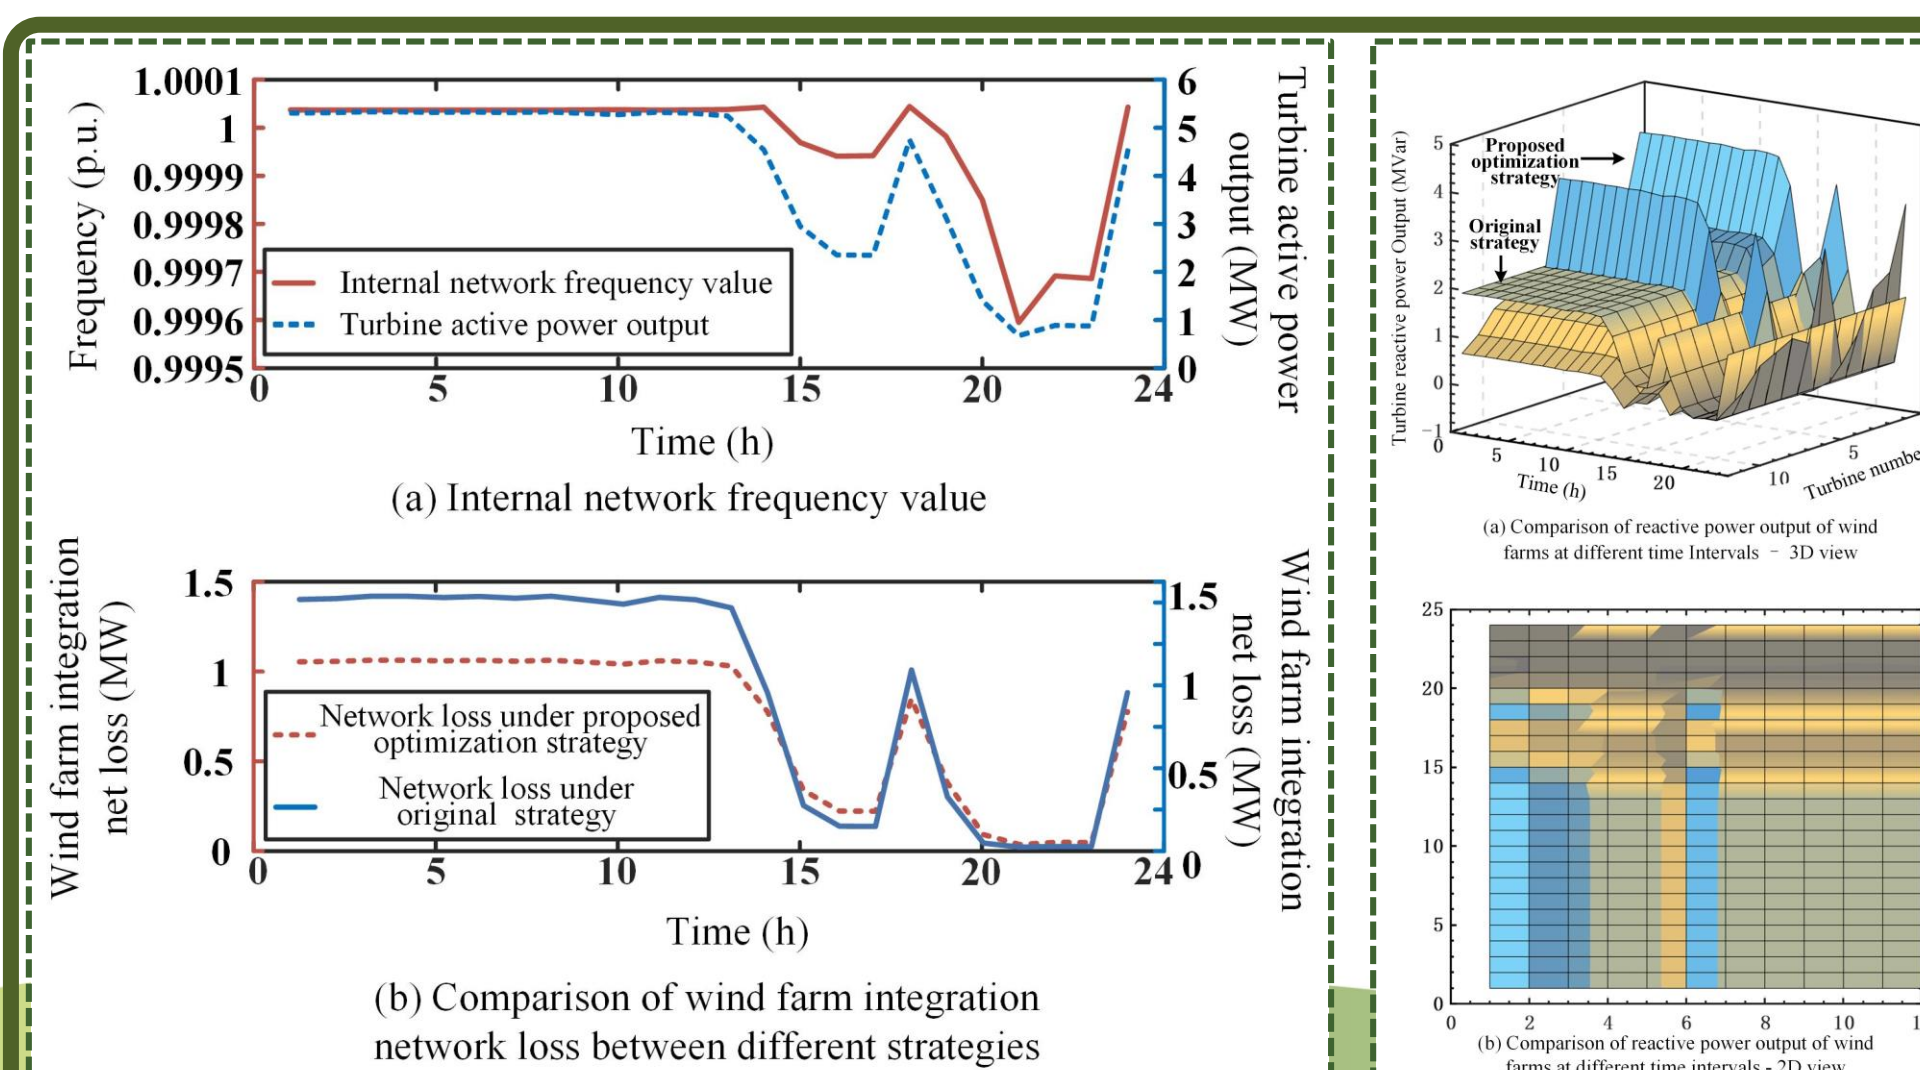 1.0001
1
0.9999
0.9998
0.9997
0.9996
0.9995
Frequency (p.u.)
6
5
4
3
2
1
0
Turbine active power
output (MW)
Internal network frequency value
Turbine active power output
0
5
10
15
20
24
Time (h)
(a) Internal network frequency value
Wind farm integration
net loss (MW)
1.5
1
0.5
0
1.5
1
0.5
0
Wind farm integration
net loss (MW)
Network loss under proposed
optimization strategy
Network loss under
original strategy
0
5
10
15
20
24
Time (h)
(b) Comparison of wind farm integration
network loss between different strategies
Turbine reactive power Output (MVar)
5
4
3
2
1
0
−1
Proposed
optimization
strategy
Original
strategy
0
5
10
15
20
Time (h)
10
5
(a) Comparison of reactive power output of wind
farms at different time Intervals - 3D view
25
20
15
10
5
0
0
2
4
6
8
10
(b) Comparison of reactive power output of wind
farms at different time intervals - 2D view